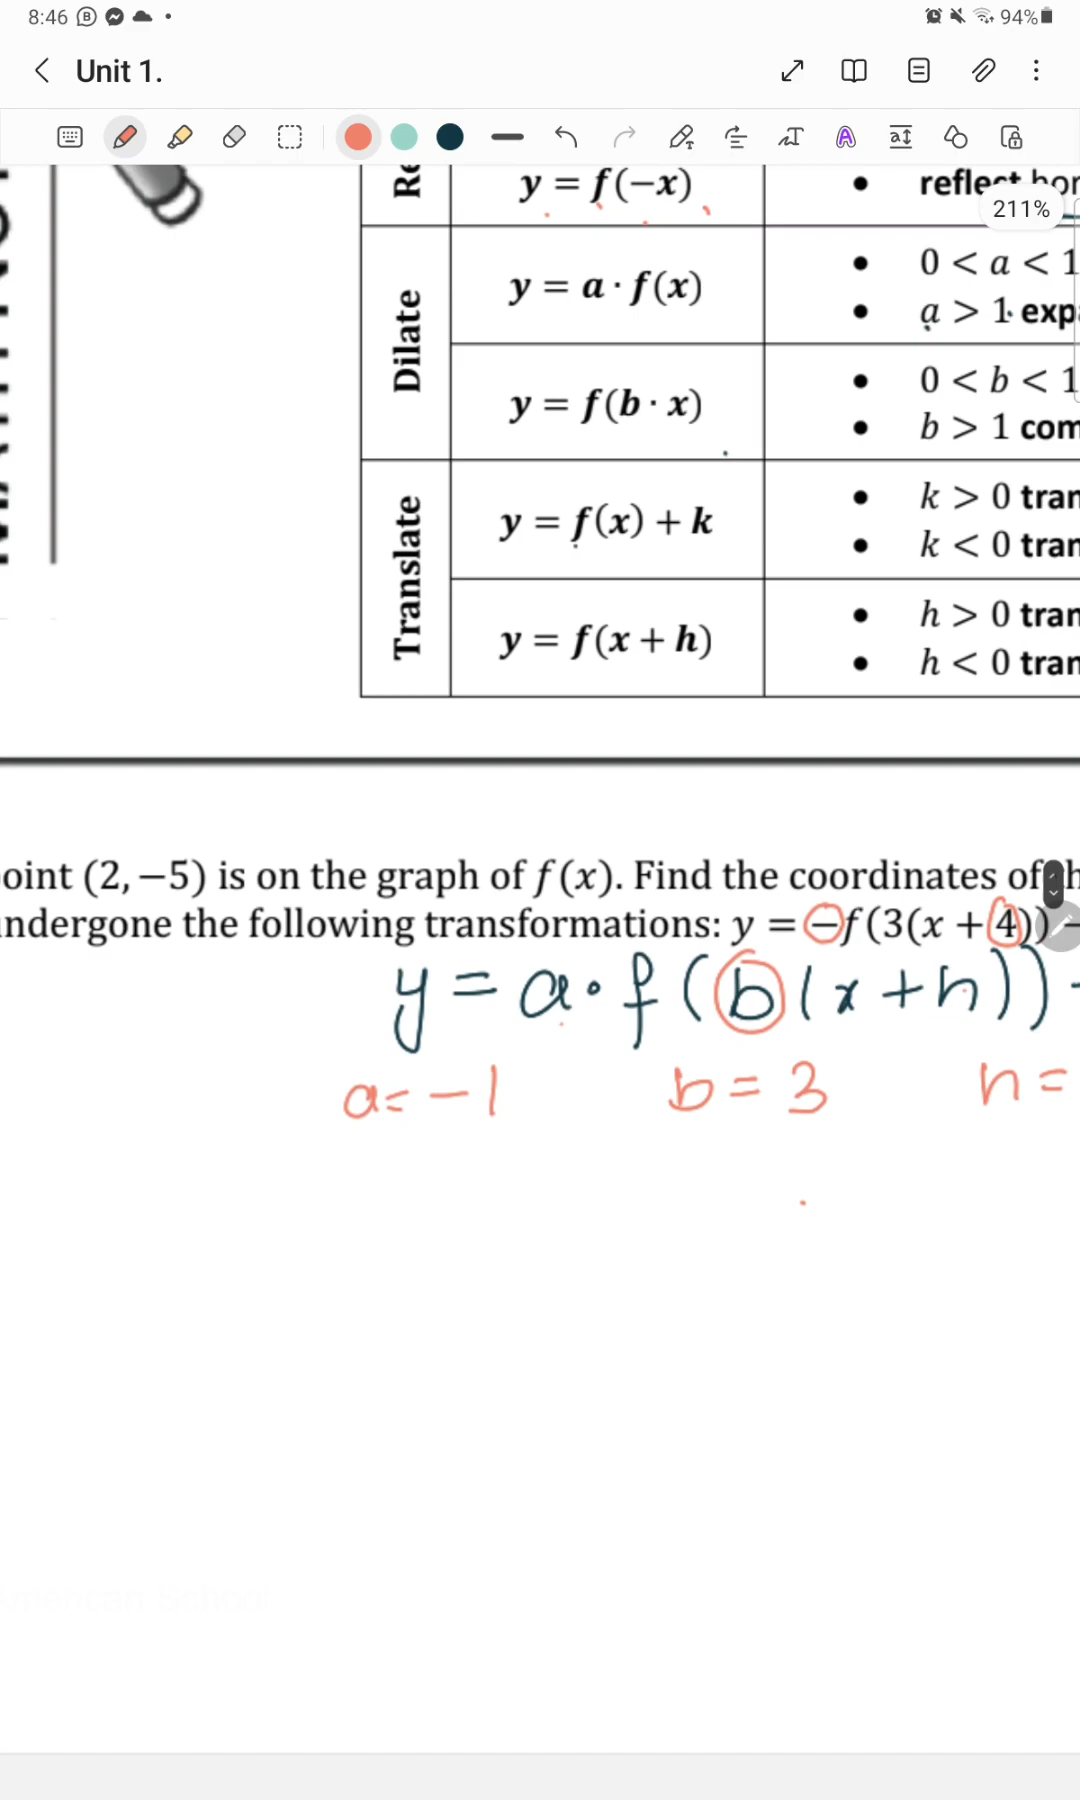 8:46 94%
Unit 1.
y = f(−x) • reflect hor
211%
Dilate
y = a · f(x) • 0 < a < 1
• a > 1 exp
y = f(b · x) • 0 < b < 1
• b > 1 com
Translate
y = f(x) + k • k > 0 tran
• k < 0 tran
y = f(x + h) • h > 0 tran
• h < 0 tran
oint (2, −5) is on the graph of f(x). Find the coordinates of
ndergone the following transformations: y = −f(3(x + 4)) −
y = a · f(b(x + h))
a = −1 b = 3 h =